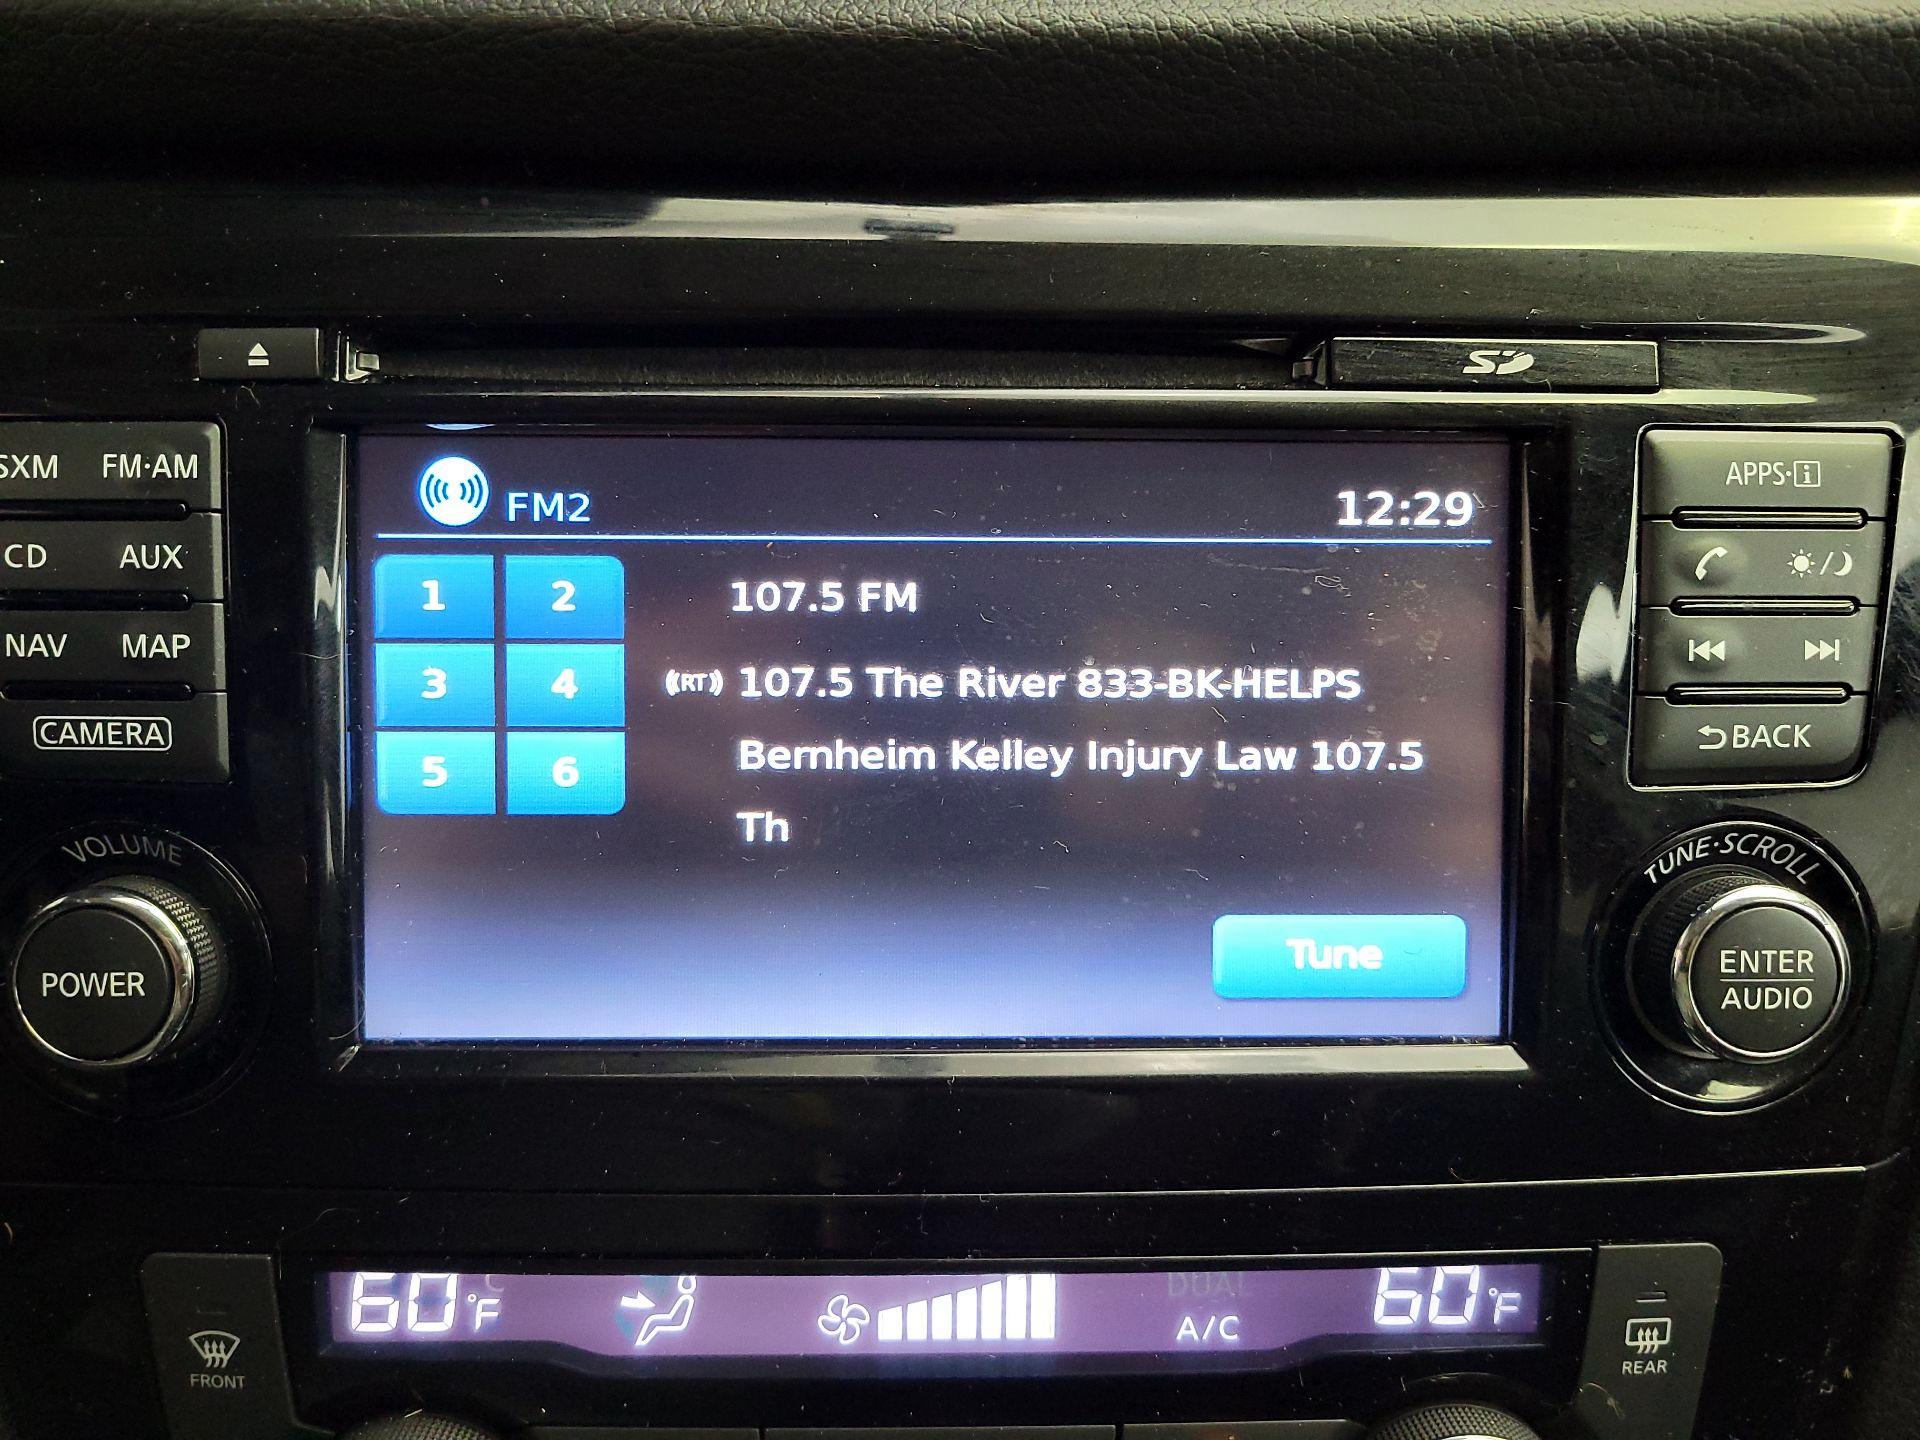 SD
SXM FM·AM
CD AUX
NAV MAP
CAMERA
VOLUME
POWER
FM2 12:29
1 2
3 4
5 6
107.5 FM
RT 107.5 The River 833-BK-HELPS
Bernheim Kelley Injury Law 107.5
Th
Tune
APPS·i
BACK
TUNE·SCROLL
ENTER
AUDIO
60°F
DUAL
A/C
60°F
FRONT
REAR